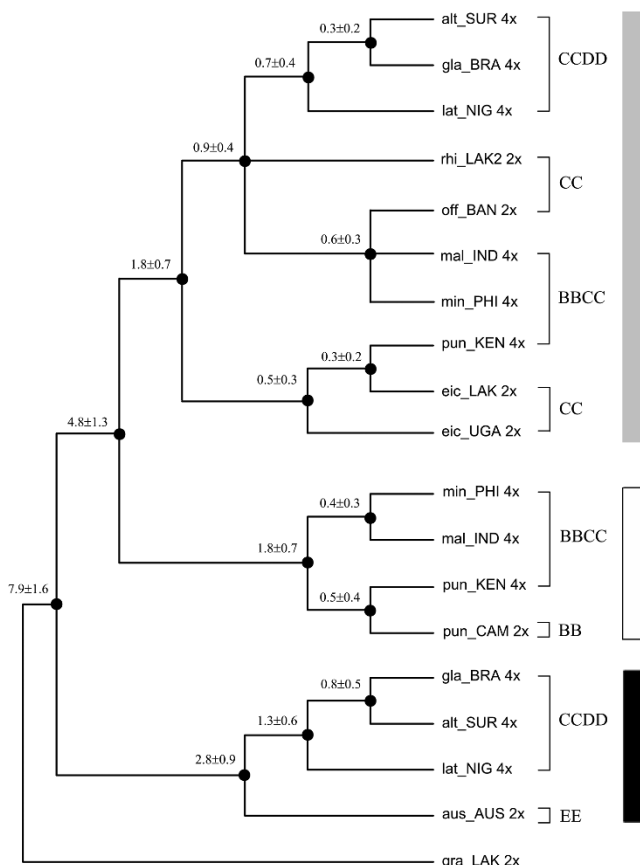 alt_SUR 4x
0.3±0.2
CCDD
0.7±0.4
gla_BRA 4x
lat_NIG 4x
0.9±0.4
rhi_LAK2 2x
CC
off_BAN 2x
0.6±0.3
mal_IND 4x
1.8±0.7
BBCC
min_PHI 4x
pun_KEN 4x
0.3±0.2
0.5±0.3
eic_LAK 2x
CC
4.8±1.3
eic_UGA 2x
min_PHI 4x
0.4±0.3
BBCC
mal_IND 4x
1.8±0.7
pun_KEN 4x
7.9±1.6
0.5±0.4
pun_CAM 2x
BB
gla_BRA 4x
0.8±0.5
CCDD
1.3±0.6
alt_SUR 4x
2.8±0.9
lat_NIG 4x
aus_AUS 2x
EE
gra_LAK 2x